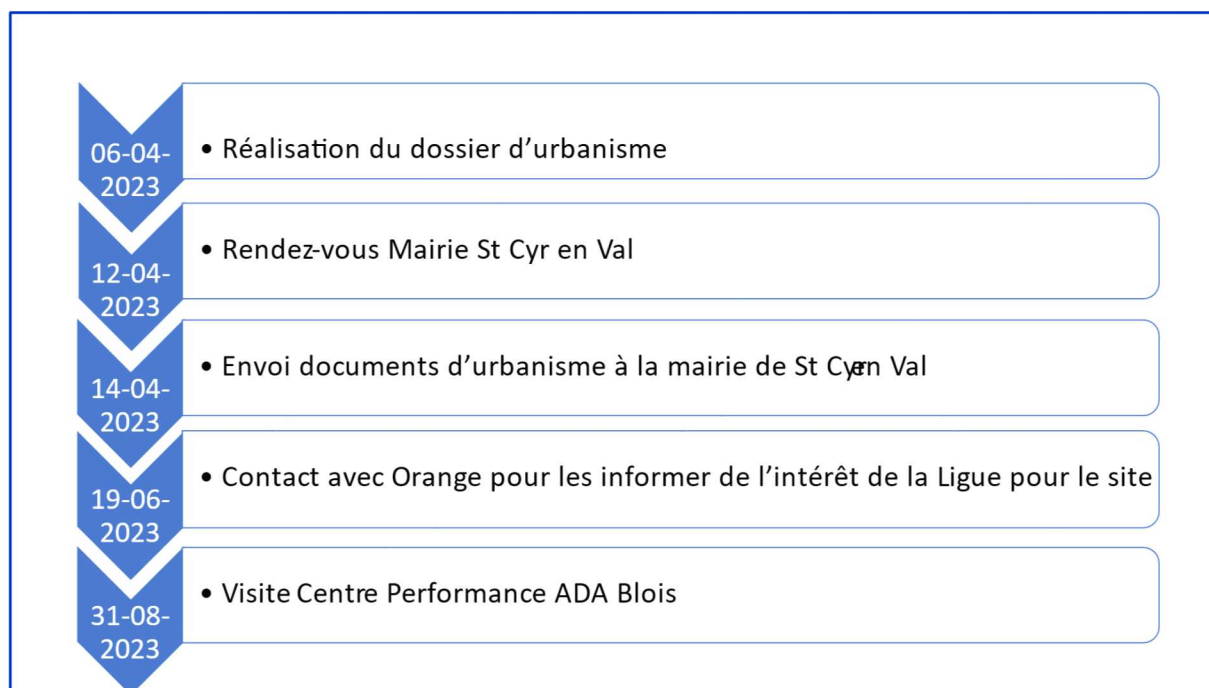 06-04-
2023
• Réalisation du dossier d'urbanisme
12-04-
2023
• Rendez-vous Mairie St Cyr en Val
14-04-
2023
• Envoi documents d'urbanisme à la mairie de St Cyr en Val
19-06-
2023
• Contact avec Orange pour les informer de l'intérêt de la Ligue pour le site
31-08-
2023
• Visite Centre Performance ADA Blois